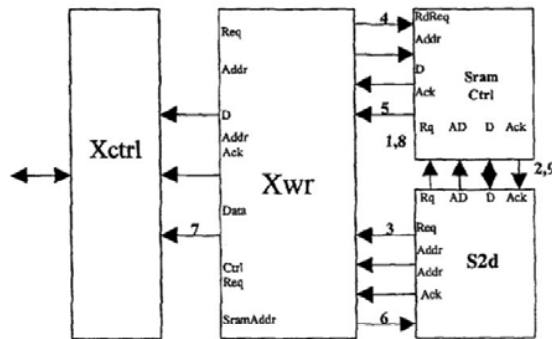 Xctrl
Req
Addr
D
Addr
Ack
Xwr
Data
Ctrl
Req
SramAddr
7
4
5
1,8
3
6
RdReq
Addr
D
Ack
Sram
Ctrl
Rq AD D Ack
2,9
Rq AD D Ack
Req
Addr
S2d
Addr
Ack